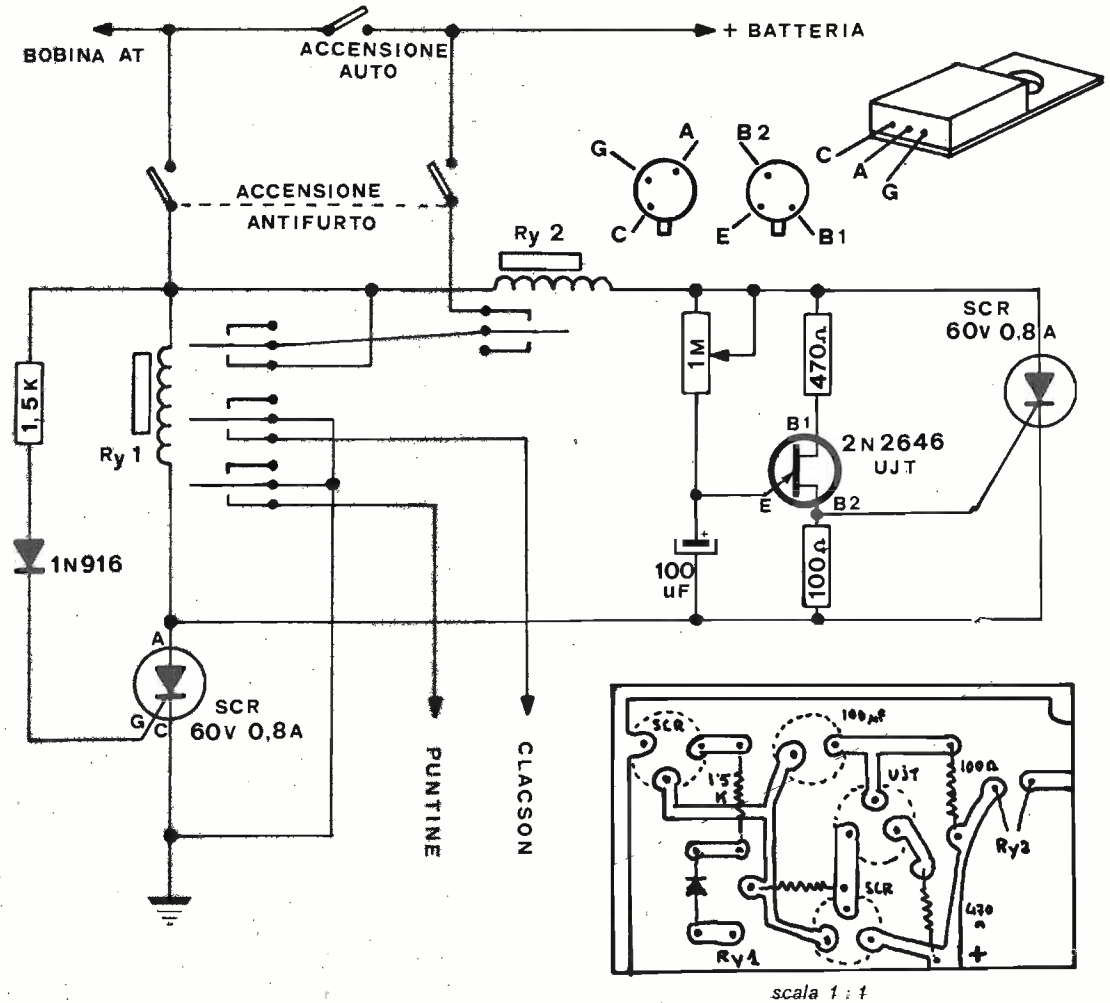 BOBINA AT
ACCENSIONE
AUTO
+ BATTERIA
G
A
B2
C
E
B1
C
A
G
ACCENSIONE
ANTIFURTO
Ry 2
SCR
60V 0,8 A
1,5 K
Ry 1
1M
470Ω
B1
2N2646
UJT
E
B2
1N916
+
100
uF
100Ω
A
G
C
SCR
60V 0,8 A
PUNTINE
CLACSON
SCR
100µF
1'5
K
UJT
100Ω
Ry2
SCR
470
Ω
+
Ry1
scala 1 : 1